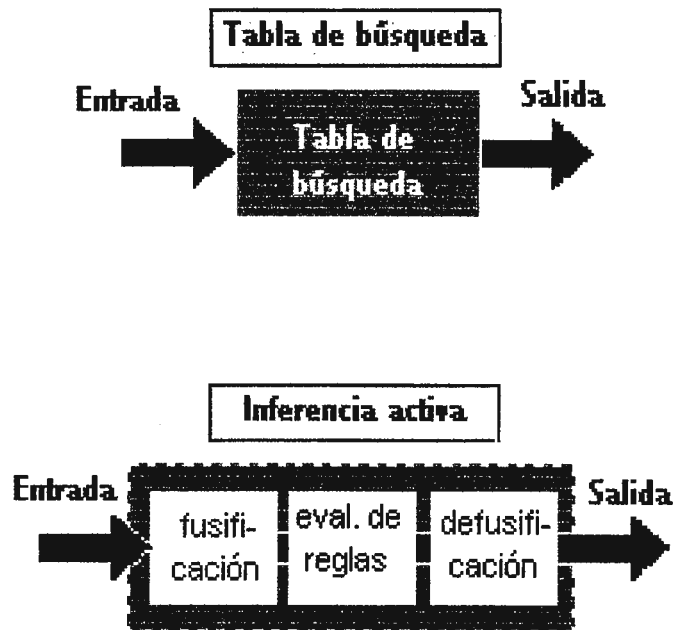 Tabla de búsqueda
Entrada
Salida
Tabla de
búsqueda
Inferencia activa
Entrada
Salida
fusifi-
cación
eval. de
reglas
defusifi-
cación